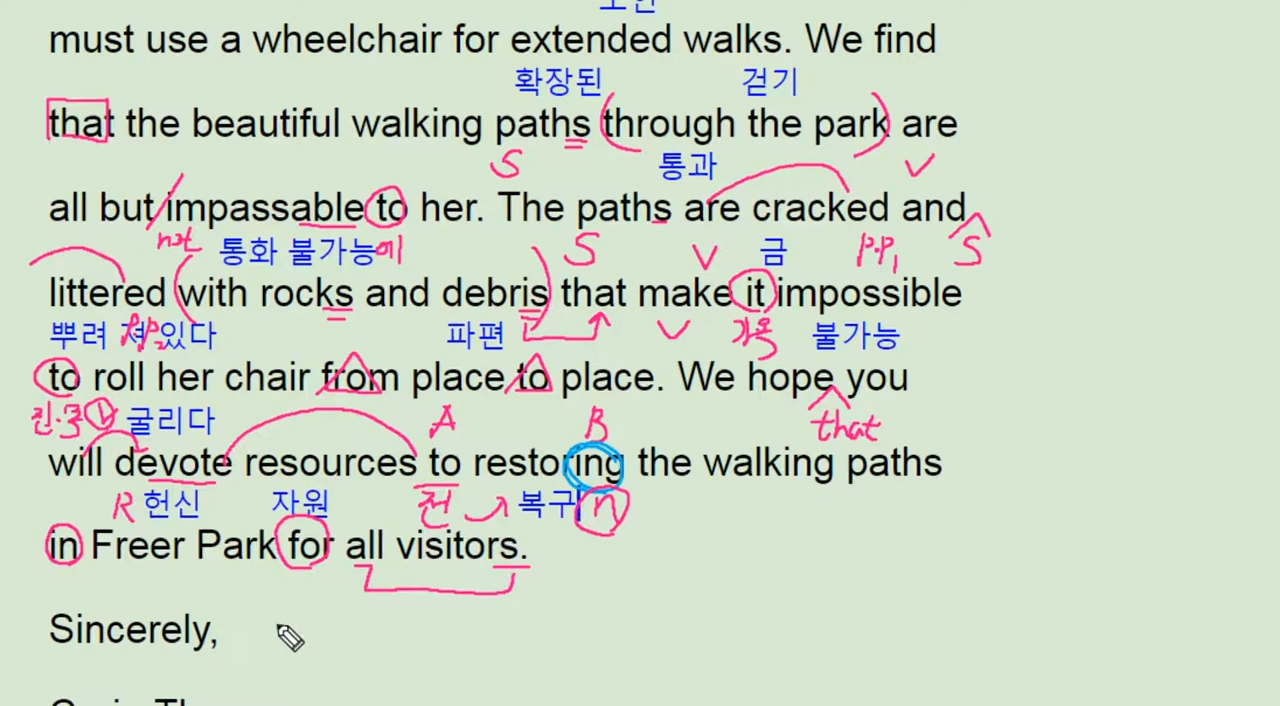 must use a wheelchair for extended walks. We find
확장된 걷기
that the beautiful walking paths through the park are
S 통과 V
all but impassable to her. The paths are cracked and
not 통화 불가능에 S V 금 p.p₁ S
littered with rocks and debris that make it impossible
뿌려 져있다 p.p₂ 파편 V 가목 불가능
to roll her chair from place to place. We hope you
진.목① 굴리다 A B that
will devote resources to restoring the walking paths
R 헌신 자원 전 복구 n
in Freer Park for all visitors.
Sincerely,